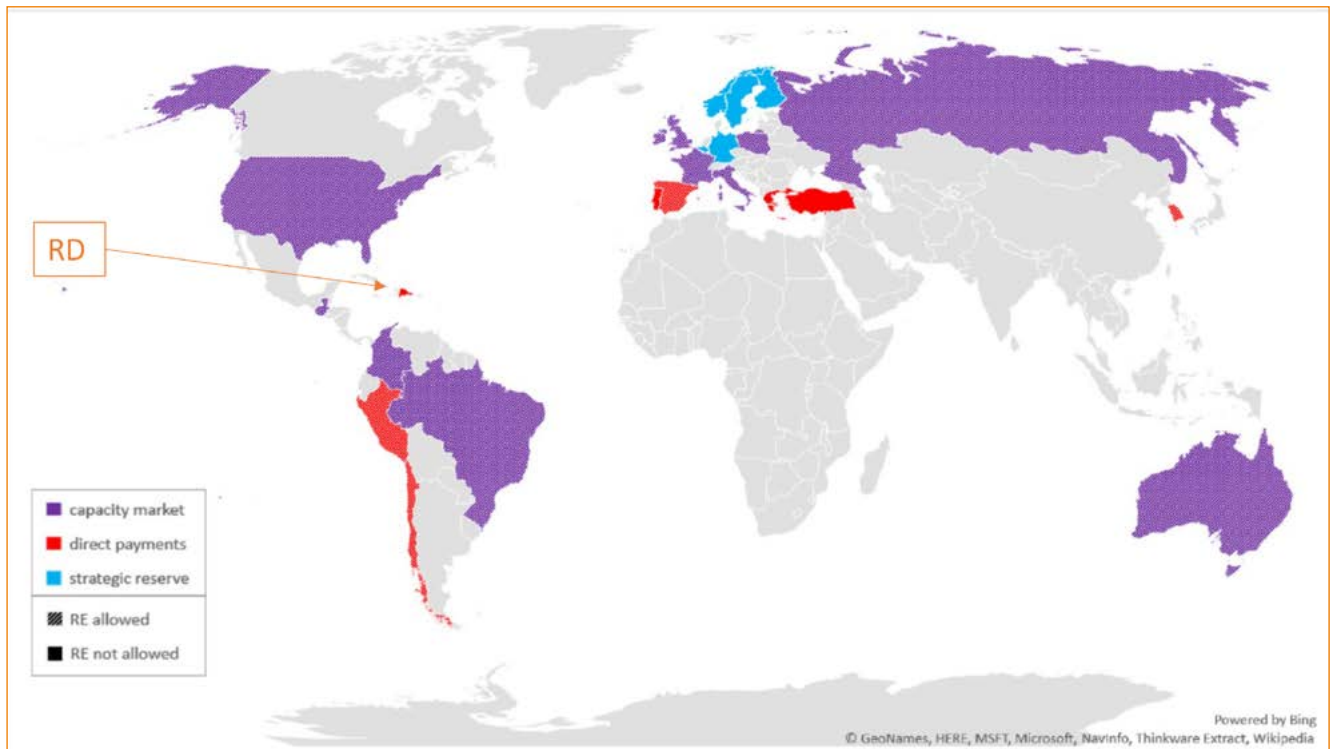 RD
capacity market
direct payments
strategic reserve
RE allowed
RE not allowed
Powered by Bing
© GeoNames, HERE, MSFT, Microsoft, NavInfo, Thinkware Extract, Wikipedia